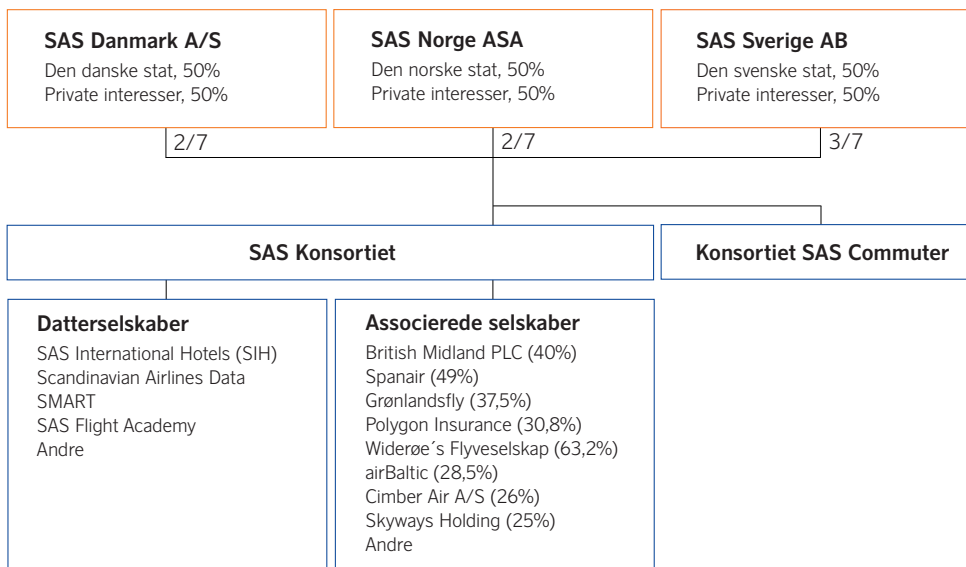 SAS Danmark A/S
Den danske stat, 50%
Private interesser, 50%
SAS Norge ASA
Den norske stat, 50%
Private interesser, 50%
SAS Sverige AB
Den svenske stat, 50%
Private interesser, 50%
2/7
2/7
3/7
SAS Konsortiet
Konsortiet SAS Commuter
Datterselskaber
SAS International Hotels (SIH)
Scandinavian Airlines Data
SMART
SAS Flight Academy
Andre
Associerede selskaber
British Midland PLC (40%)
Spanair (49%)
Grønlandsfly (37,5%)
Polygon Insurance (30,8%)
Widerøe´s Flyveselskap (63,2%)
airBaltic (28,5%)
Cimber Air A/S (26%)
Skyways Holding (25%)
Andre